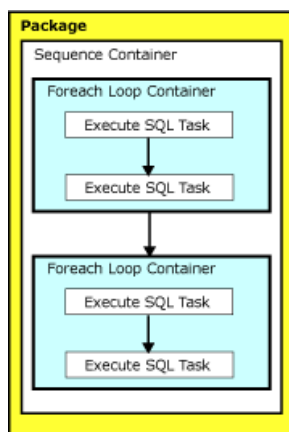 Package
Sequence Container
Foreach Loop Container
Execute SQL Task
Execute SQL Task
Foreach Loop Container
Execute SQL Task
Execute SQL Task